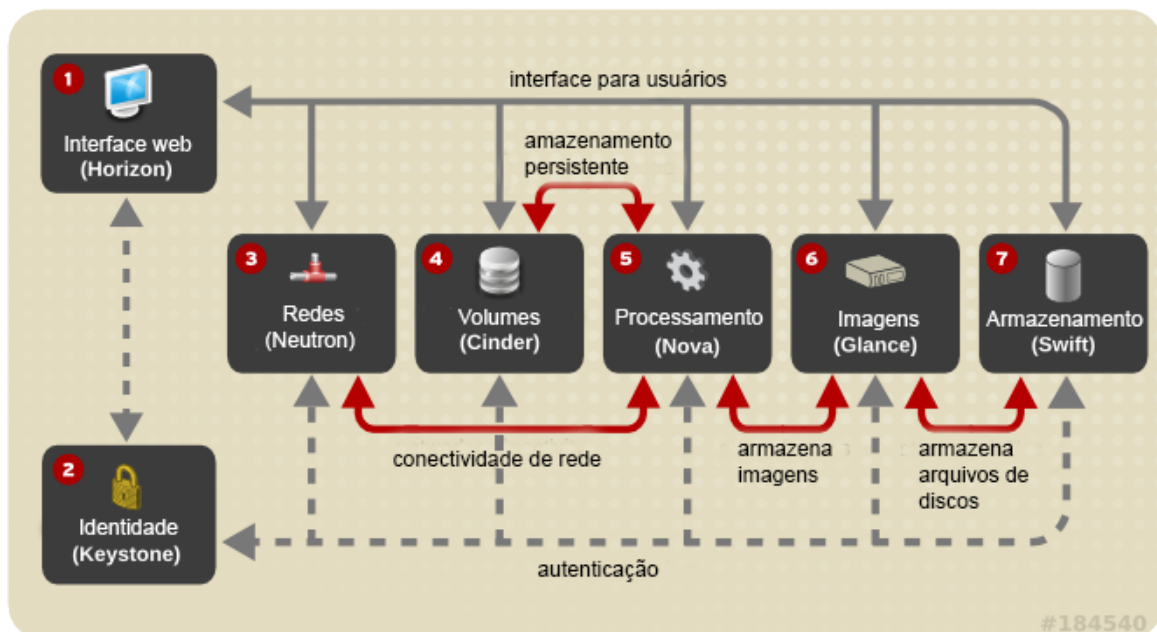 1
Interface web
(Horizon)
interface para usuários
amazenamento
persistente
3
Redes
(Neutron)
4
Volumes
(Cinder)
5
Processamento
(Nova)
6
Imagens
(Glance)
7
Armazenamento
(Swift)
2
Identidade
(Keystone)
conectividade de rede
armazena
imagens
armazena
arquivos de
discos
autenticação
#184540